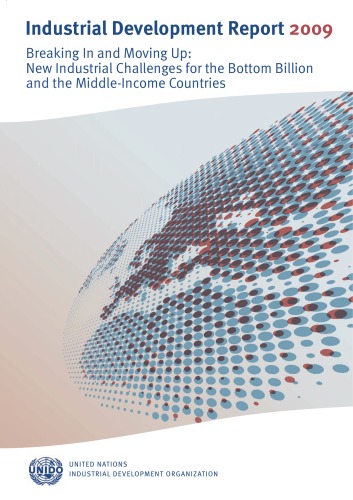 Industrial Development Report 2009
Breaking In and Moving Up:
New Industrial Challenges for the Bottom Billion
and the Middle-Income Countries
UNIDO
UNITED NATIONS
INDUSTRIAL DEVELOPMENT ORGANIZATION